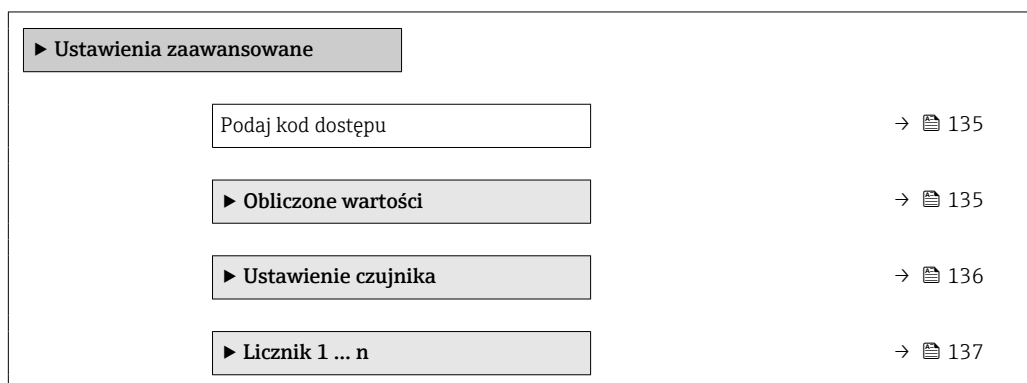 ▶ Ustawienia zaawansowane
Podaj kod dostępu → 135
▶ Obliczone wartości → 135
▶ Ustawienie czujnika → 136
▶ Licznik 1 … n → 137